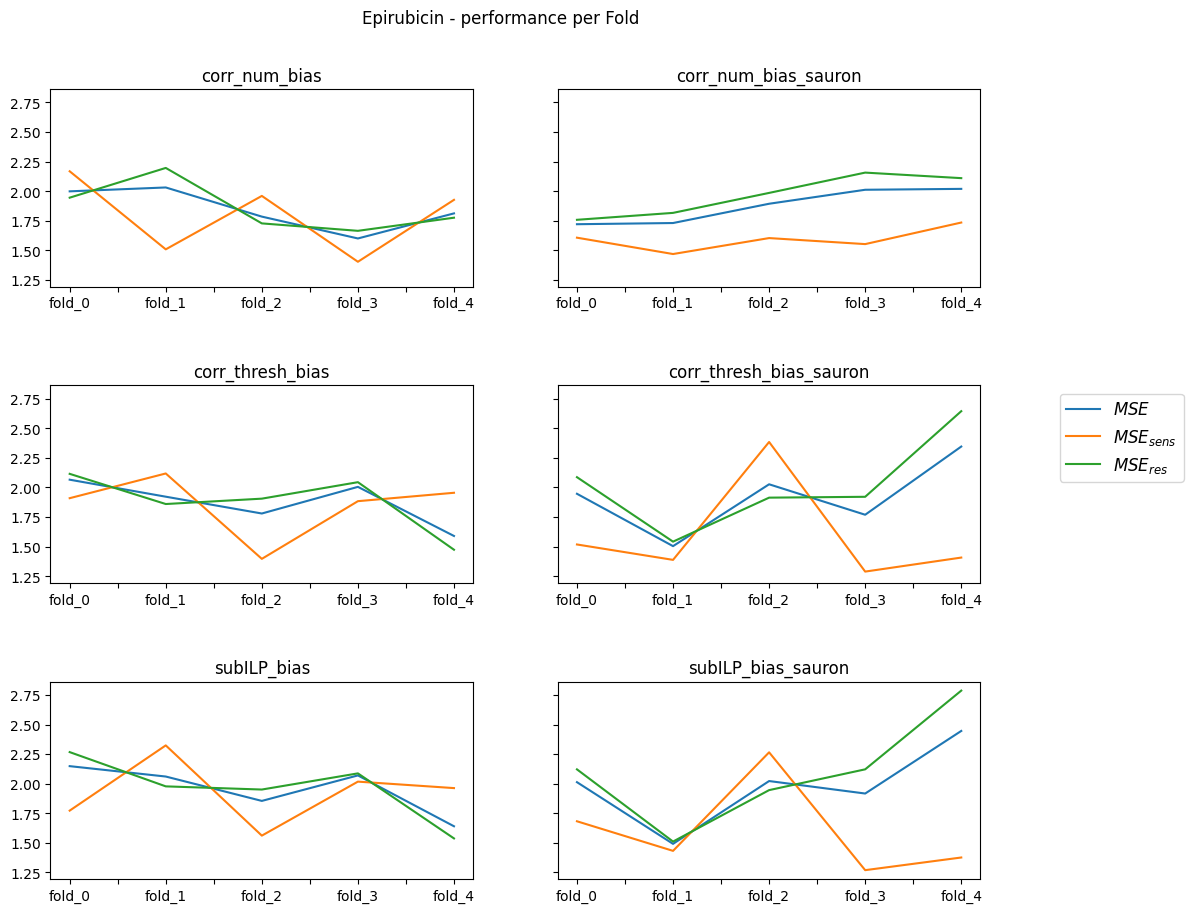 Epirubicin - performance per Fold
corr_num_bias
2.75
2.50
2.25
2.00
1.75
1.50
1.25
fold_0 fold_1 fold_2 fold_3 fold_4
corr_num_bias_sauron
fold_0 fold_1 fold_2 fold_3 fold_4
corr_thresh_bias
2.75
2.50
2.25
2.00
1.75
1.50
1.25
fold_0 fold_1 fold_2 fold_3 fold_4
corr_thresh_bias_sauron
fold_0 fold_1 fold_2 fold_3 fold_4
MSE
MSE_sens
MSE_res
subILP_bias
2.75
2.50
2.25
2.00
1.75
1.50
1.25
fold_0 fold_1 fold_2 fold_3 fold_4
subILP_bias_sauron
fold_0 fold_1 fold_2 fold_3 fold_4